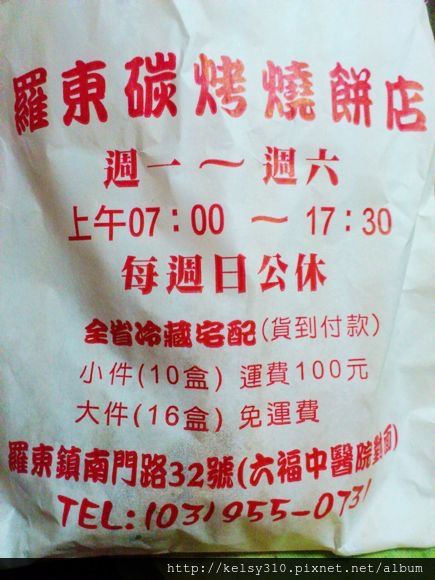 羅東碳烤燒餅店
週一～週六
上午07：00 ～ 17：30
每週日公休
全省冷藏宅配(貨到付款)
小件(10盒) 運費100元
大件(16盒) 免運費
羅東鎮南門路32號(六福中醫院對面)
TEL:(03)955-0731
http://kelsy310.pixnet.net/album